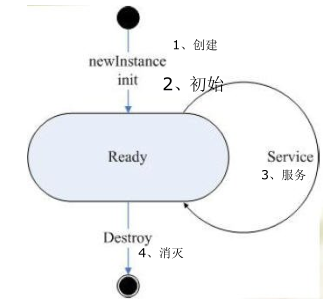 1、创建
newInstance
init
2、初始
Ready
Service
3、服务
Destroy
4、消灭